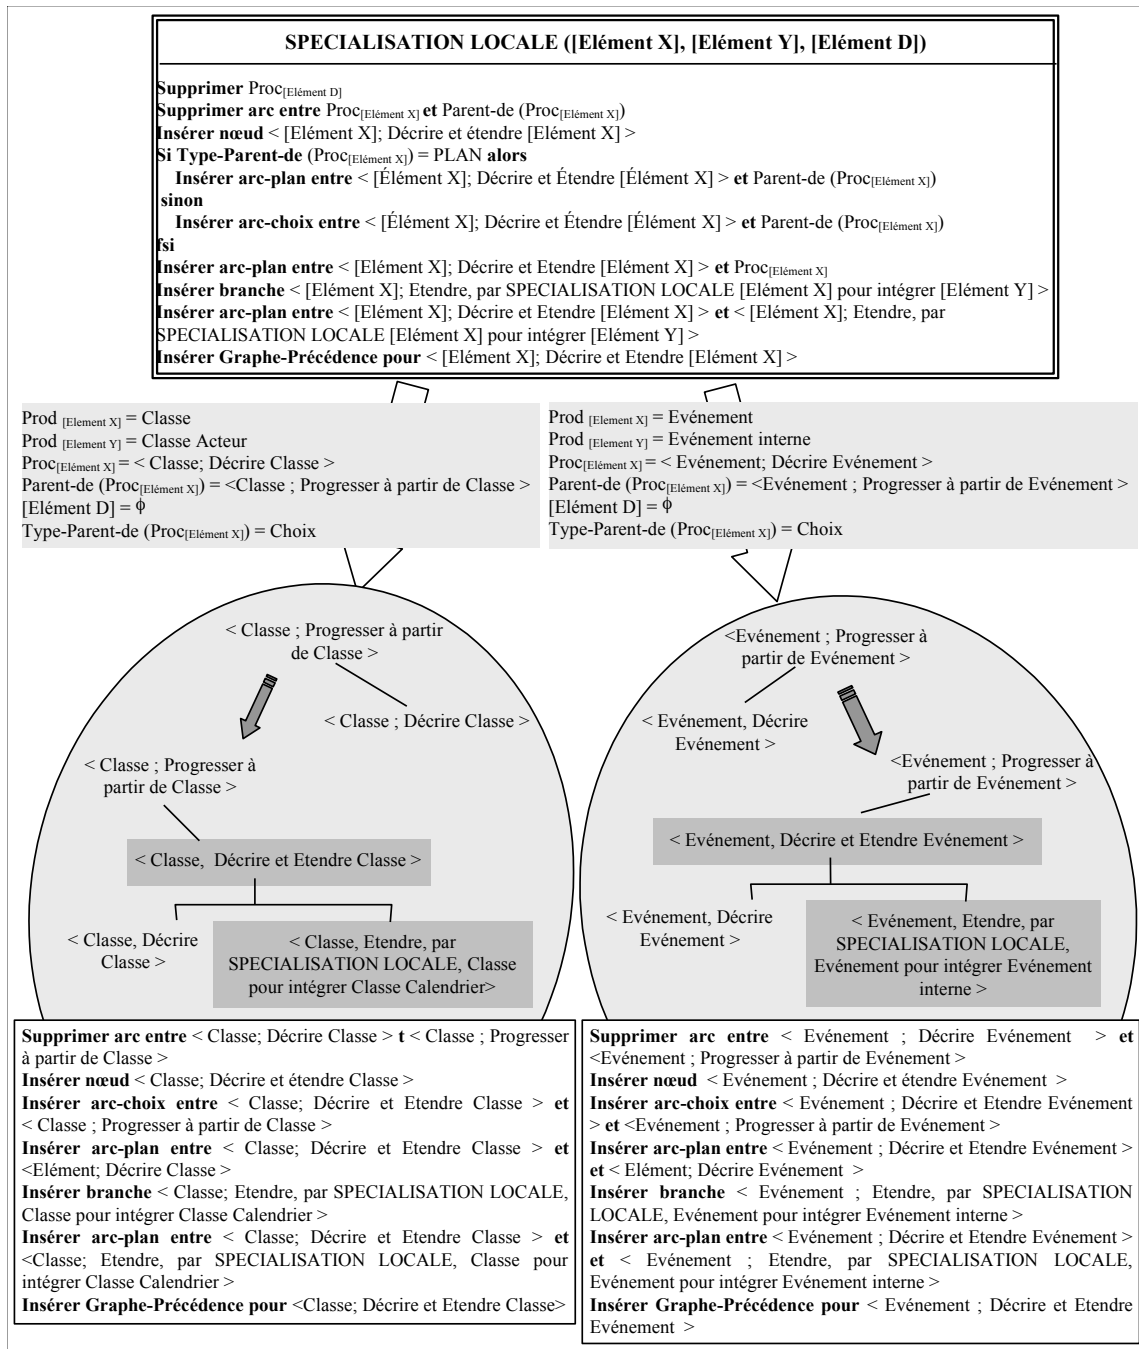 SPECIALISATION LOCALE ([Elément X], [Elément Y], [Elément D])
Supprimer Proc[Elément D]
Supprimer arc entre Proc[Elément X] et Parent-de (Proc[Elément X])
Insérer nœud < [Elément X]; Décrire et étendre [Elément X] >
Si Type-Parent-de (Proc[Elément X]) = PLAN alors
Insérer arc-plan entre < [Élément X]; Décrire et Étendre [Élément X] > et Parent-de (Proc[Elément X])
sinon
Insérer arc-choix entre < [Élément X]; Décrire et Étendre [Élément X] > et Parent-de (Proc[Elément X])
fsi
Insérer arc-plan entre < [Elément X]; Décrire et Etendre [Elément X] > et Proc[Elément X]
Insérer branche < [Elément X]; Etendre, par SPECIALISATION LOCALE [Elément X] pour intégrer [Elément Y] >
Insérer arc-plan entre < [Elément X]; Décrire et Etendre [Elément X] > et < [Elément X]; Etendre, par
SPECIALISATION LOCALE [Elément X] pour intégrer [Elément Y] >
Insérer Graphe-Précédence pour < [Elément X]; Décrire et Etendre [Elément X] >
Prod [Element X] = Classe
Prod [Element Y] = Classe Acteur
Proc[Elément X] = < Classe; Décrire Classe >
Parent-de (Proc[Elément X]) = <Classe ; Progresser à partir de Classe >
[Elément D] = ϕ
Type-Parent-de (Proc[Elément X]) = Choix
Prod [Element X] = Evénement
Prod [Element Y] = Evénement interne
Proc[Elément X] = < Evénement; Décrire Evénement >
Parent-de (Proc[Elément X]) = <Evénement ; Progresser à partir de Evénement >
[Elément D] = ϕ
Type-Parent-de (Proc[Elément X]) = Choix
< Classe ; Progresser à partir
de Classe >
< Classe ; Décrire Classe >
< Classe ; Progresser à
partir de Classe >
< Classe, Décrire et Etendre Classe >
< Classe, Décrire
Classe >
< Classe, Etendre, par
SPECIALISATION LOCALE, Classe
pour intégrer Classe Calendrier>
<Evénement ; Progresser à
partir de Evénement >
< Evénement, Décrire
Evénement >
<Evénement ; Progresser à
partir de Evénement >
< Evénement, Décrire et Etendre Evénement >
< Evénement, Décrire
Evénement >
< Evénement, Etendre, par
SPECIALISATION LOCALE,
Evénement pour intégrer Evénement
interne >
Supprimer arc entre < Classe; Décrire Classe > t < Classe ; Progresser
à partir de Classe >
Insérer nœud < Classe; Décrire et étendre Classe >
Insérer arc-choix entre < Classe; Décrire et Etendre Classe > et
< Classe ; Progresser à partir de Classe >
Insérer arc-plan entre < Classe; Décrire et Etendre Classe > et
<Elément; Décrire Classe >
Insérer branche < Classe; Etendre, par SPECIALISATION LOCALE,
Classe pour intégrer Classe Calendrier >
Insérer arc-plan entre < Classe; Décrire et Etendre Classe > et
<Classe; Etendre, par SPECIALISATION LOCALE, Classe pour
intégrer Classe Calendrier >
Insérer Graphe-Précédence pour <Classe; Décrire et Etendre Classe>
Supprimer arc entre < Evénement ; Décrire Evénement > et
<Evénement ; Progresser à partir de Evénement >
Insérer nœud < Evénement ; Décrire et étendre Evénement >
Insérer arc-choix entre < Evénement ; Décrire et Etendre Evénement
> et <Evénement ; Progresser à partir de Evénement >
Insérer arc-plan entre < Evénement ; Décrire et Etendre Evénement >
et < Elément; Décrire Evénement >
Insérer branche < Evénement ; Etendre, par SPECIALISATION
LOCALE, Evénement pour intégrer Evénement interne >
Insérer arc-plan entre < Evénement ; Décrire et Etendre Evénement >
et < Evénement ; Etendre, par SPECIALISATION LOCALE,
Evénement pour intégrer Evénement interne >
Insérer Graphe-Précédence pour < Evénement ; Décrire et Etendre
Evénement >